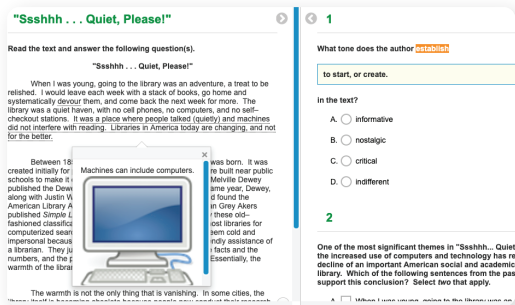 "Ssshhh . . . Quiet, Please!"
Read the text and answer the following question(s).
"Ssshhh . . . Quiet, Please!"
When I was young, going to the library was an adventure, a treat to be
relished. I would leave each week with a stack of books, go home and
systematically devour them, and come back the next week for more. The
library was a quiet haven, with no cell phones, no computers, and no self–
checkout stations. It was a place where people talked (quietly) and machines
did not interfere with reading. Libraries in America today are changing, and not
for the better.
Between 18
was born. It was
created initially for
re built near public
schools to make it
Melville Dewey
published the Dewe
ame year, Dewey,
along with Justin W
d found the
American Library A
an Grey Akers
published Simple L
these old–
fashioned classifica
ost libraries for
computerized sear
eem cold and
impersonal becaus
ndly assistance of
a librarian. They ju
facts and the
numbers, and the p
Essentially, the
warmth of the librar
Machines can include computers.
The warmth is not the only thing that is vanishing. In some cities, the
1
What tone does the author establish
to start, or create.
in the text?
A. informative
B. nostalgic
C. critical
D. indifferent
2
One of the most significant themes in "Ssshhh... Quiet
the increased use of computers and technology has re
decline of an important American social and academic
library. Which of the following sentences from the pas
support this conclusion? Select two that apply.
A. When I was young, going to the library was an